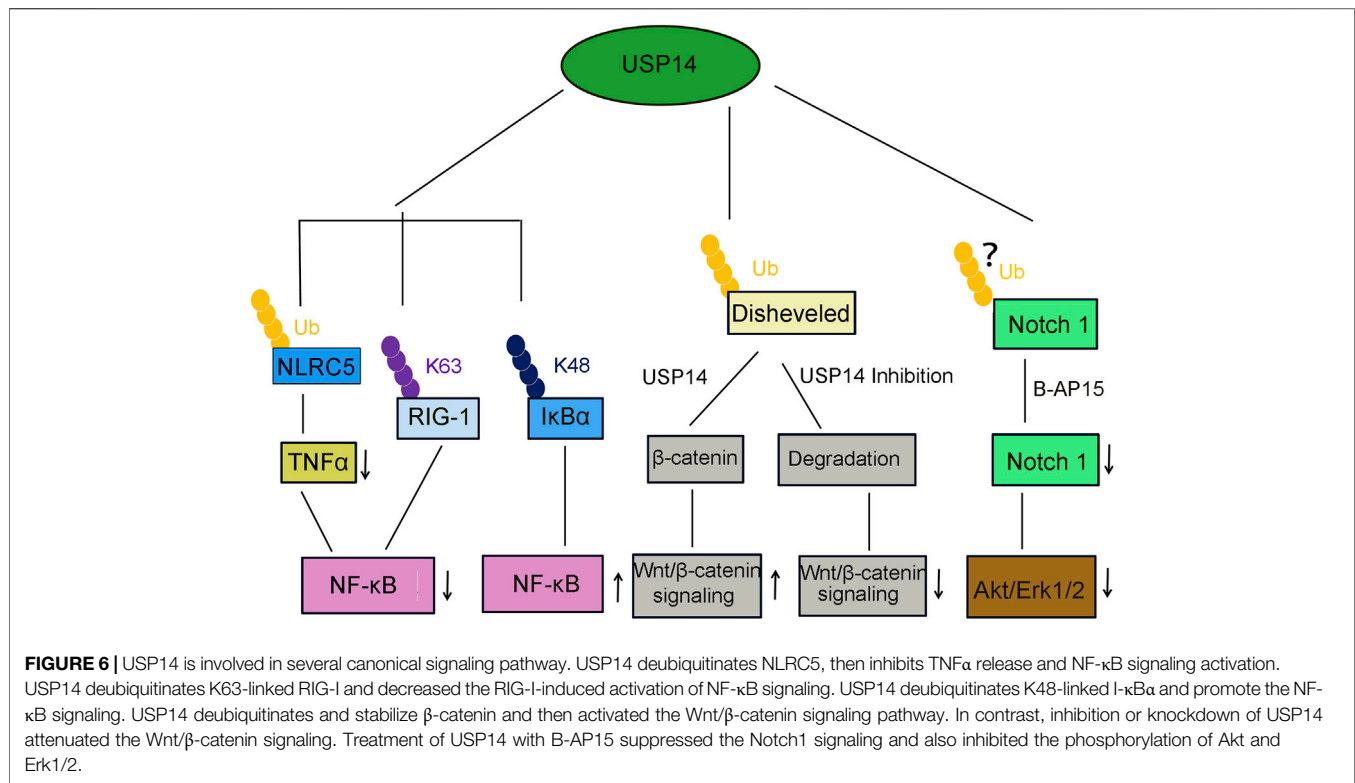 USP14
?
Ub
Ub
Disheveled
Notch 1
Ub
NLRC5
K63
K48
USP14
USP14 Inhibition
B-AP15
RIG-1
IκBα
TNFα ↓
β-catenin
Degradation
Notch 1 ↓
NF-κB ↓
NF-κB ↑
Wnt/β-catenin
signaling ↑
Wnt/β-catenin
signaling ↓
Akt/Erk1/2 ↓
FIGURE 6 | USP14 is involved in several canonical signaling pathway. USP14 deubiquitinates NLRC5, then inhibits TNFα release and NF-κB signaling activation.
USP14 deubiquitinates K63-linked RIG-I and decreased the RIG-I-induced activation of NF-κB signaling. USP14 deubiquitinates K48-linked I-κBα and promote the NF-
κB signaling. USP14 deubiquitinates and stabilize β-catenin and then activated the Wnt/β-catenin signaling pathway. In contrast, inhibition or knockdown of USP14
attenuated the Wnt/β-catenin signaling. Treatment of USP14 with B-AP15 suppressed the Notch1 signaling and also inhibited the phosphorylation of Akt and
Erk1/2.